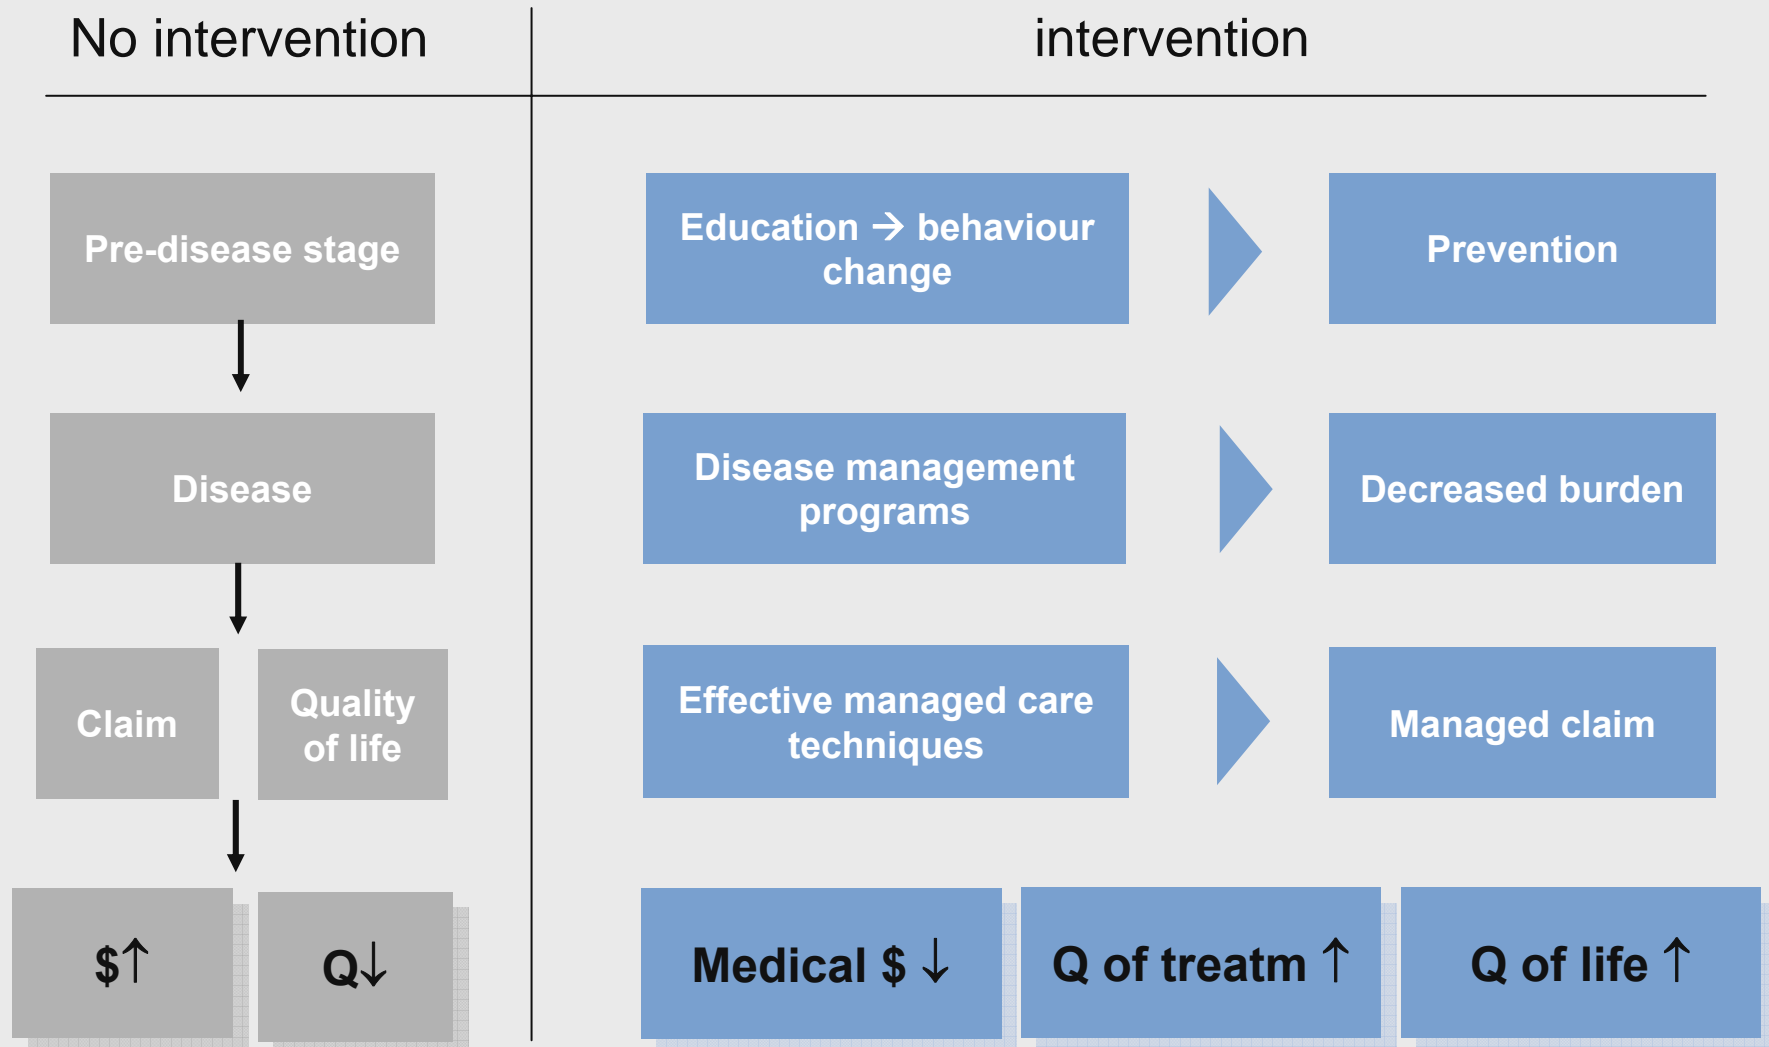 No intervention
intervention
Pre-disease stage
Education → behaviour
change
Prevention
Disease
Disease management
programs
Decreased burden
Claim
Quality
of life
Effective managed care
techniques
Managed claim
$↑
Q↓
Medical $ ↓
Q of treatm ↑
Q of life ↑